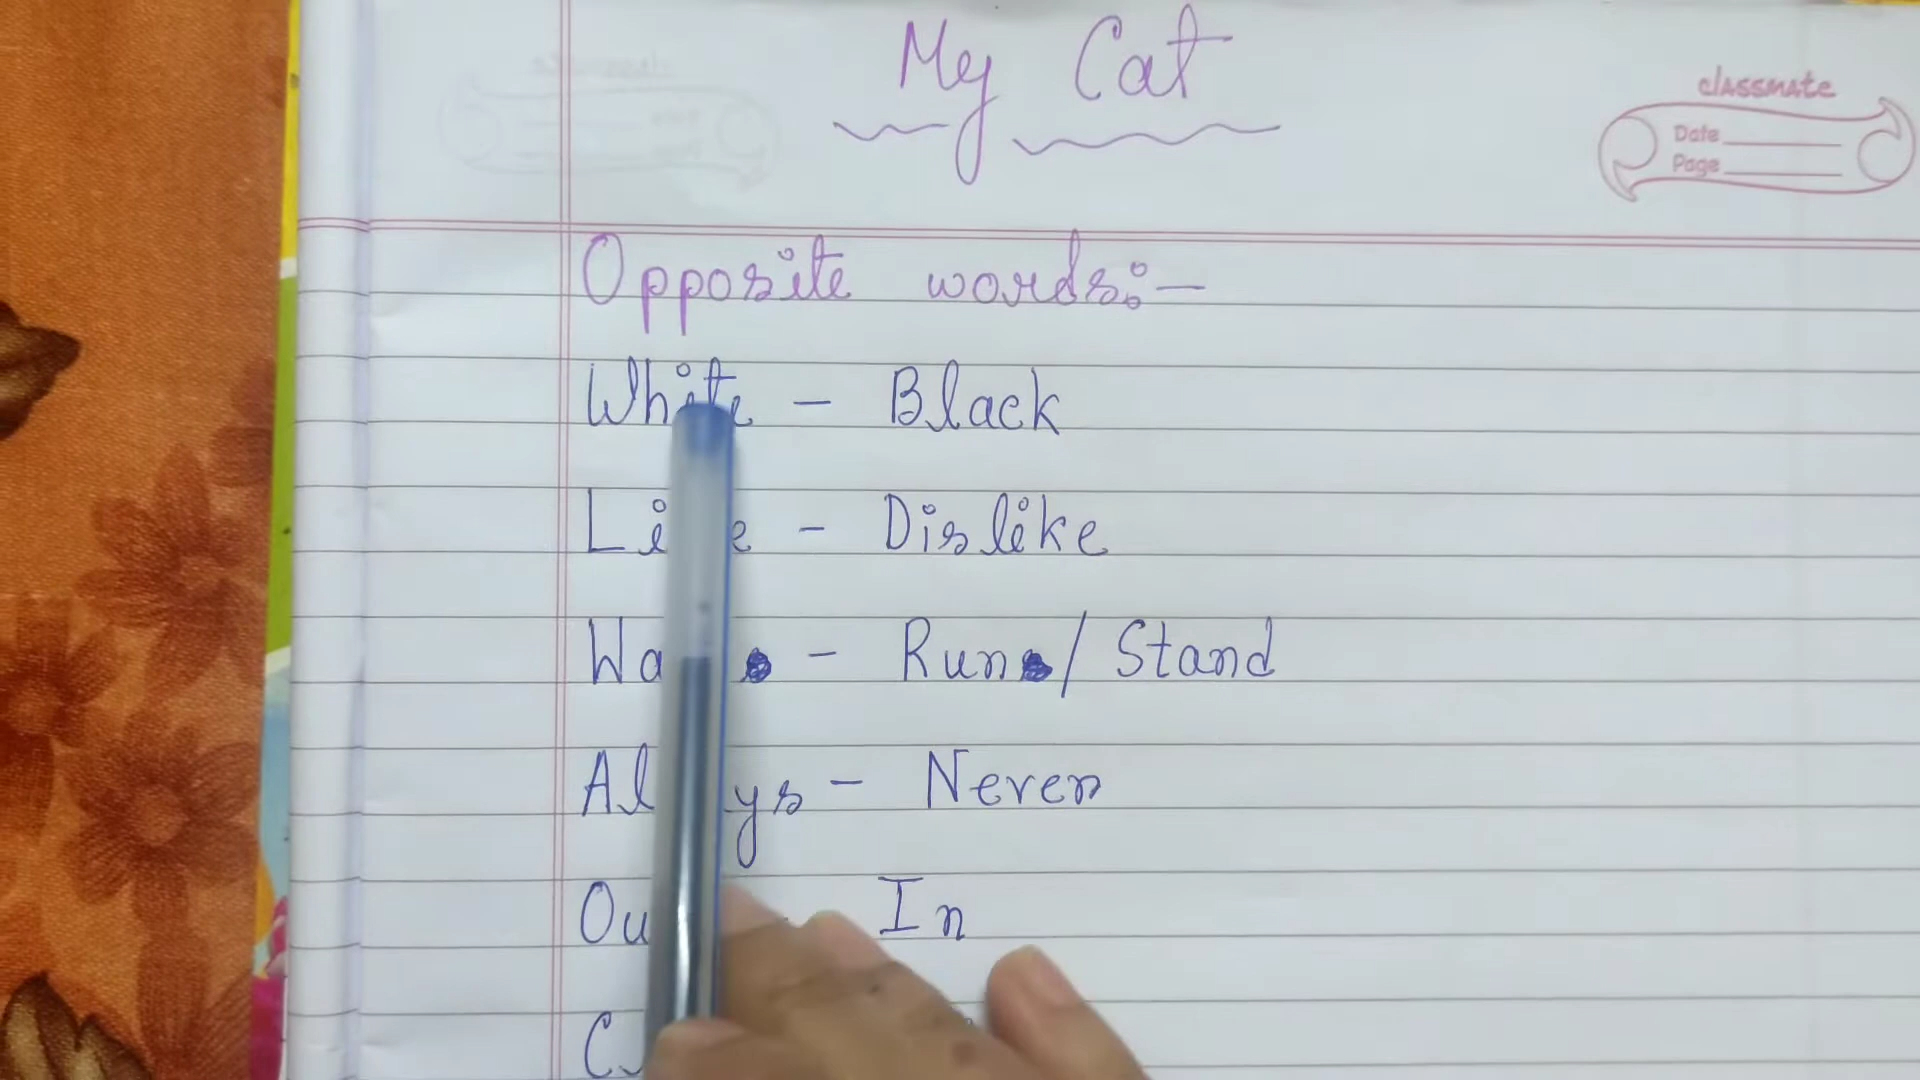 My Cat
classmate
Date
Page
Opposite words:-
White - Black
- Dislike
- Run / Stand
- Never
In